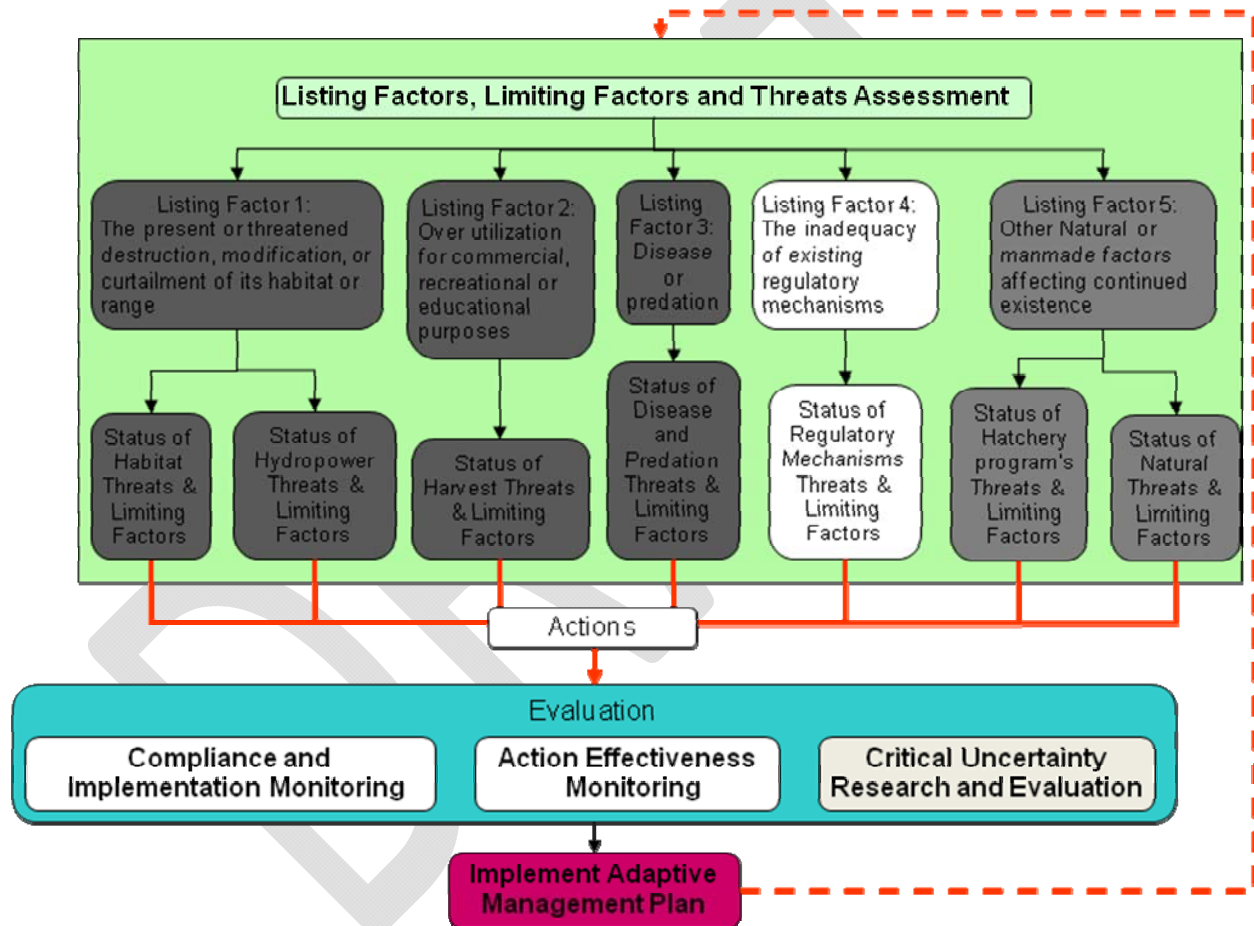 Listing Factors, Limiting Factors and Threats Assessment
Listing Factor 1:
The present or threatened
destruction, modification, or
curtailment of its habitat or
range
Listing Factor 2:
Over utilization
for commercial,
recreational or
educational
purposes
Listing
Factor 3:
Disease
or
predation
Listing Factor 4:
The inadequacy
of existing
regulatory
mechanisms
Listing Factor 5:
Other Natural or
manmade factors
affecting continued
existence
Status of
Habitat
Threats &
Limiting
Factors
Status of
Hydropower
Threats &
Limiting
Factors
Status of
Harvest Threats
& Limiting
Factors
Status of
Disease
and
Predation
Threats &
Limiting
Factors
Status of
Regulatory
Mechanisms
Threats &
Limiting
Factors
Status of
Hatchery
program's
Threats &
Limiting
Factors
Status of
Natural
Threats &
Limiting
Factors
Actions
Evaluation
Compliance and
Implementation Monitoring
Action Effectiveness
Monitoring
Critical Uncertainty
Research and Evaluation
Implement Adaptive
Management Plan